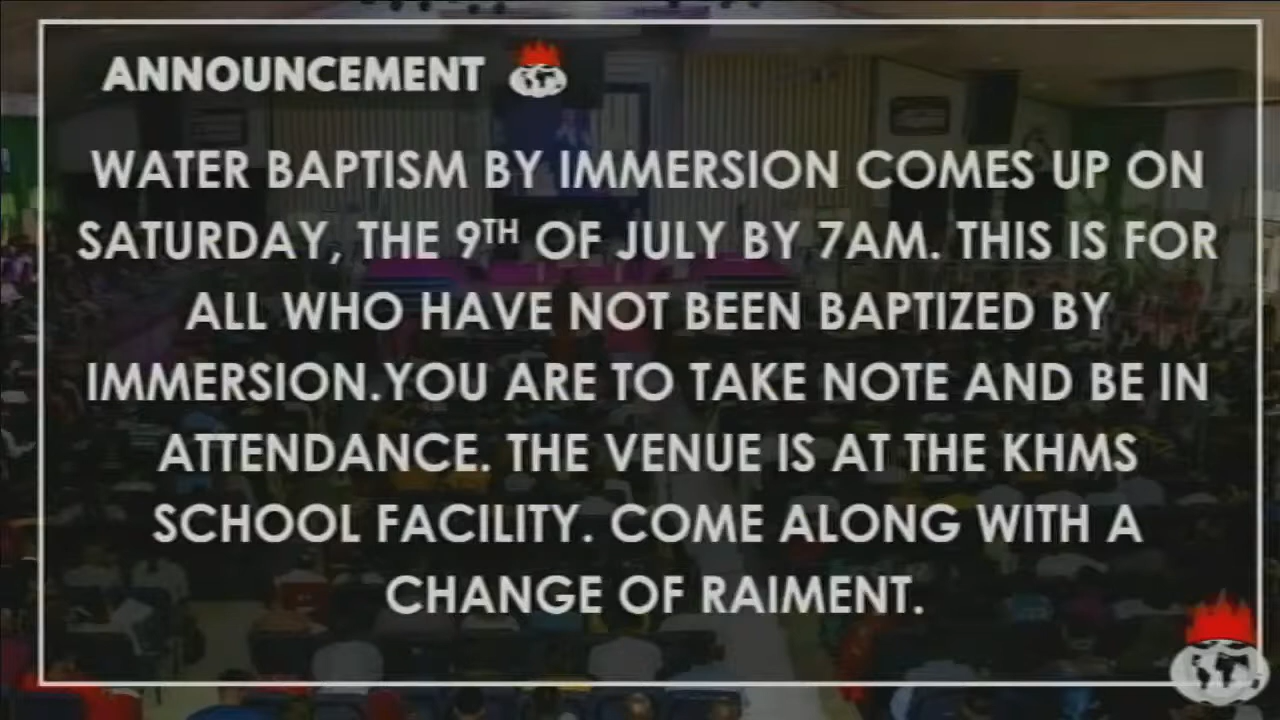 ANNOUNCEMENT
WATER BAPTISM BY IMMERSION COMES UP ON
SATURDAY, THE 9TH OF JULY BY 7AM. THIS IS FOR
ALL WHO HAVE NOT BEEN BAPTIZED BY
IMMERSION.YOU ARE TO TAKE NOTE AND BE IN
ATTENDANCE. THE VENUE IS AT THE KHMS
SCHOOL FACILITY. COME ALONG WITH A
CHANGE OF RAIMENT.